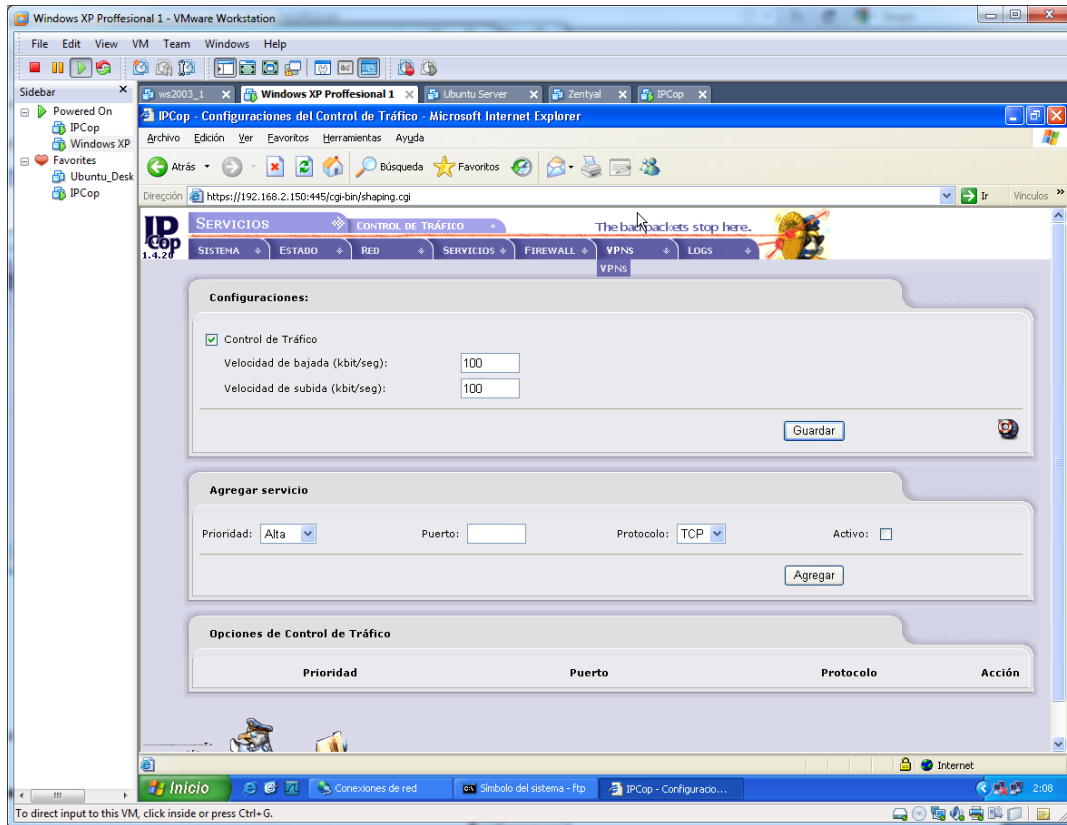 Windows XP Proffesional 1 - VMware Workstation
File Edit View VM Team Windows Help
Sidebar x
Powered On
IPCop
Windows XP
Favorites
Ubuntu_Desk
IPCop
ws2003_1 Windows XP Proffesional 1 Ubuntu Server Zentyal IPCop
IPCop - Configuraciones del Control de Tráfico - Microsoft Internet Explorer
Archivo Edición Ver Favoritos Herramientas Ayuda
Atrás Búsqueda Favoritos
Dirección https://192.168.2.150:445/cgi-bin/shaping.cgi Ir Vínculos »
IP Cop 1.4.20
SERVICIOS CONTROL DE TRÁFICO The bad packets stop here.
SISTEMA ESTADO RED SERVICIOS FIREWALL VPNS LOGS
VPNs
Configuraciones:
Control de Tráfico
Velocidad de bajada (kbit/seg): 100
Velocidad de subida (kbit/seg): 100
Guardar
Agregar servicio
Prioridad: Alta Puerto: Protocolo: TCP Activo:
Agregar
Opciones de Control de Tráfico
Prioridad Puerto Protocolo Acción
Internet
Inicio Conexiones de red Símbolo del sistema - ftp IPCop - Configuracio... 2:08
To direct input to this VM, click inside or press Ctrl+G.